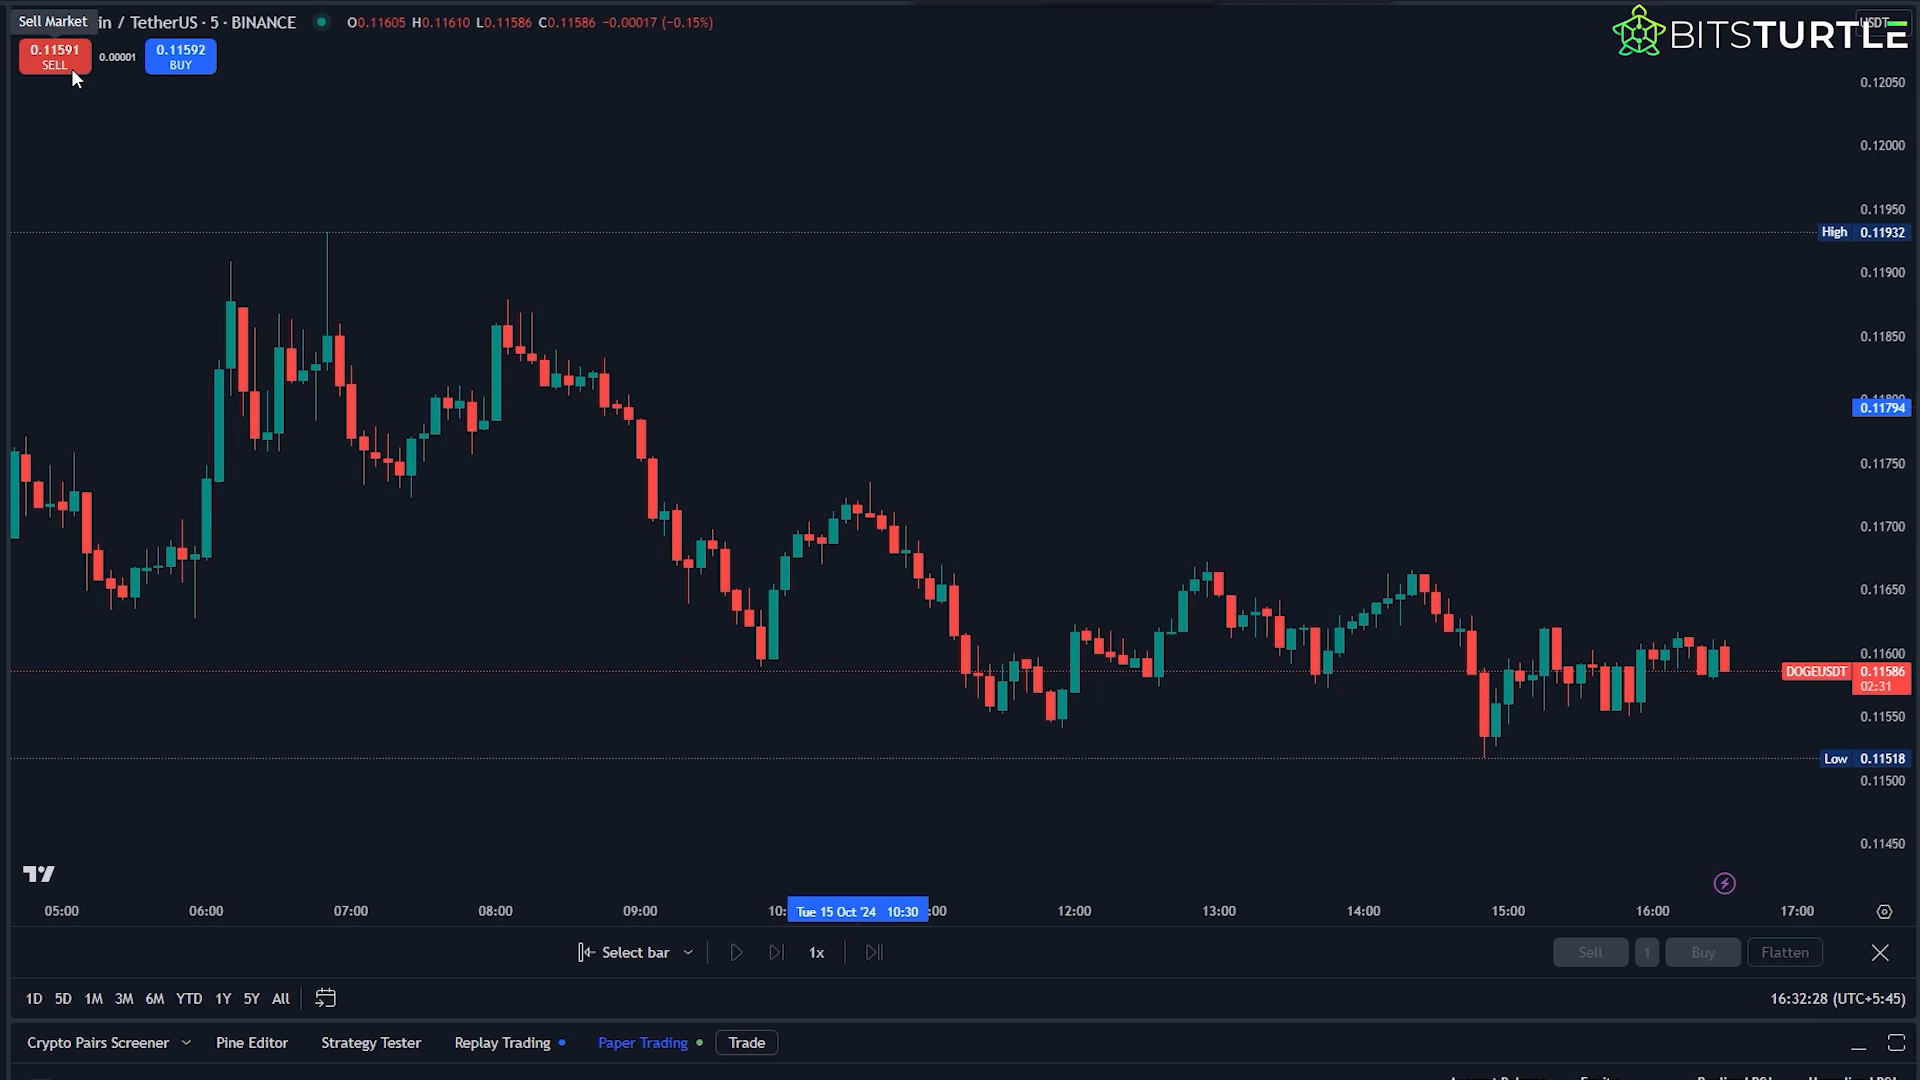 Sell Market in / TetherUS · 5 · BINANCE O0.11605 H0.11610 L0.11586 C0.11586 −0.00017 (−0.15%)
USDT
BITSTURTLE
0.11591 SELL
0.00001
0.11592 BUY
0.12050
0.12000
0.11950
High 0.11932
0.11900
0.11850
0.11794
0.11750
0.11700
0.11650
0.11600
DOGEUSDT 0.11586
02:31
0.11550
Low 0.11518
0.11500
0.11450
05:00 06:00 07:00 08:00 09:00 10: Tue 15 Oct '24 10:30 :00 12:00 13:00 14:00 15:00 16:00 17:00
Select bar 1x Sell 1 Buy Flatten
1D 5D 1M 3M 6M YTD 1Y 5Y All 16:32:28 (UTC+5:45)
Crypto Pairs Screener Pine Editor Strategy Tester Replay Trading Paper Trading Trade